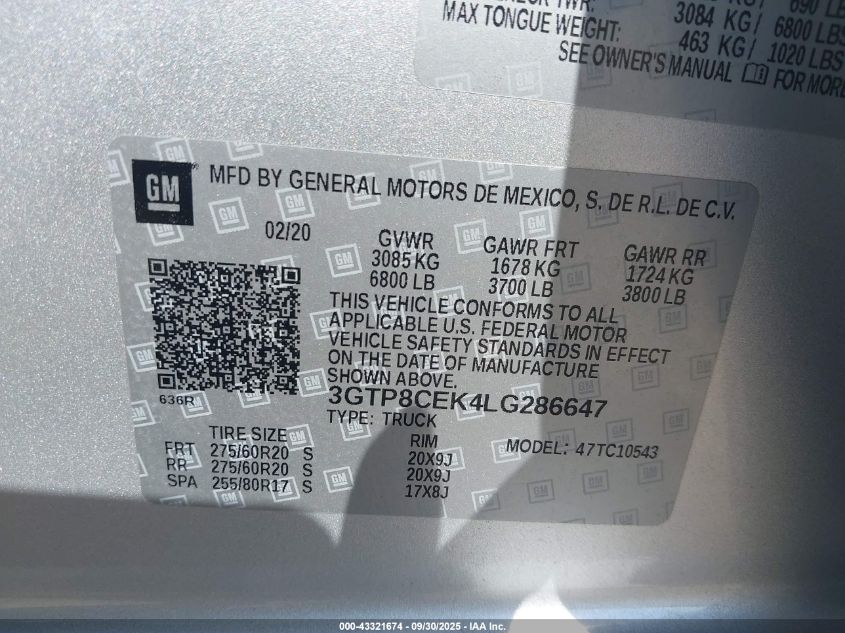 690 LB
3084 KG/ 6800 LBS
MAX TONGUE WEIGHT: 463 KG/ 1020 LBS
SEE OWNER'S MANUAL FOR MORE
GM
MFD BY GENERAL MOTORS DE MEXICO, S. DE R.L. DE C.V.
02/20
GVWR GAWR FRT GAWR RR
3085 KG 1678 KG 1724 KG
6800 LB 3700 LB 3800 LB
THIS VEHICLE CONFORMS TO ALL
APPLICABLE U.S. FEDERAL MOTOR
VEHICLE SAFETY STANDARDS IN EFFECT
ON THE DATE OF MANUFACTURE
SHOWN ABOVE.
636R
3GTP8CEK4LG286647
TYPE: TRUCK
TIRE SIZE RIM MODEL: 47TC10543
FRT 275/60R20 S 20X9J
RR 275/60R20 S 20X9J
SPA 255/80R17 S 17X8J
000-43321674 - 09/30/2025 - IAA Inc.